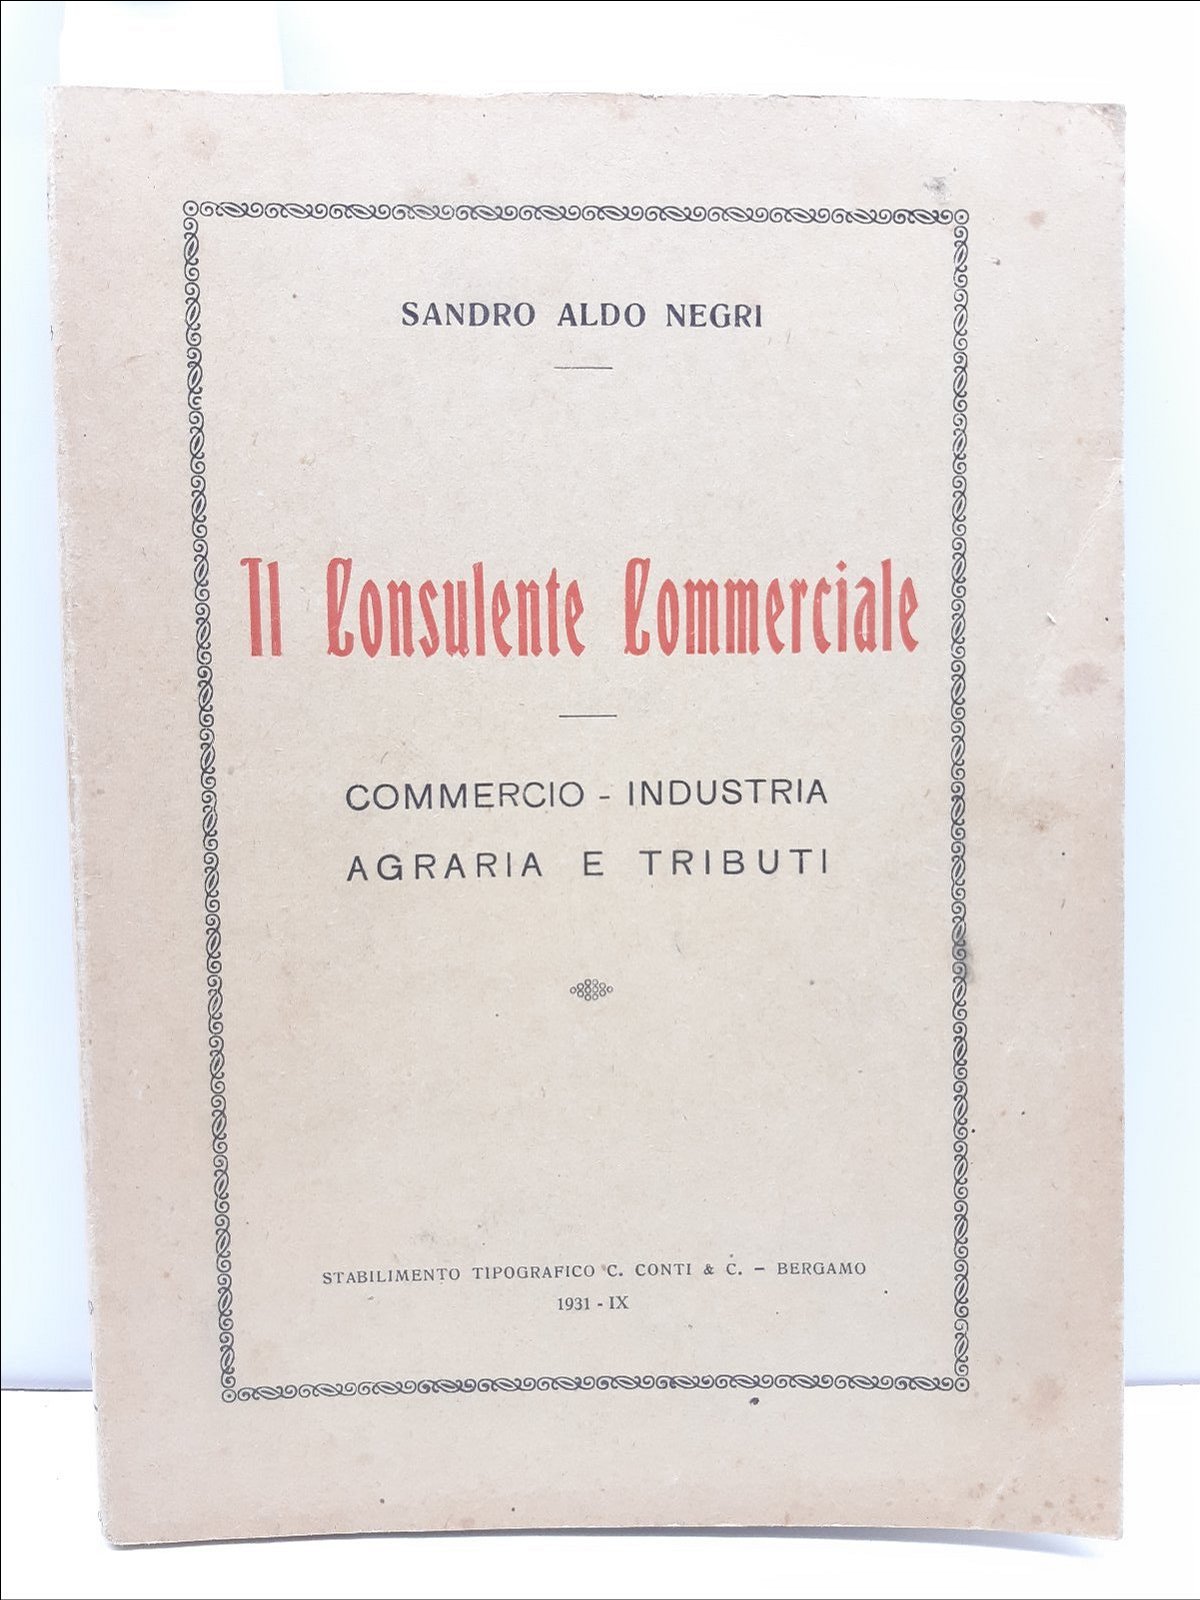 SANDRO ALDO NEGRI
Il Consulente Commerciale
COMMERCIO - INDUSTRIA
AGRARIA E TRIBUTI
STABILIMENTO TIPOGRAFICO C. CONTI & C. - BERGAMO
1931 - IX